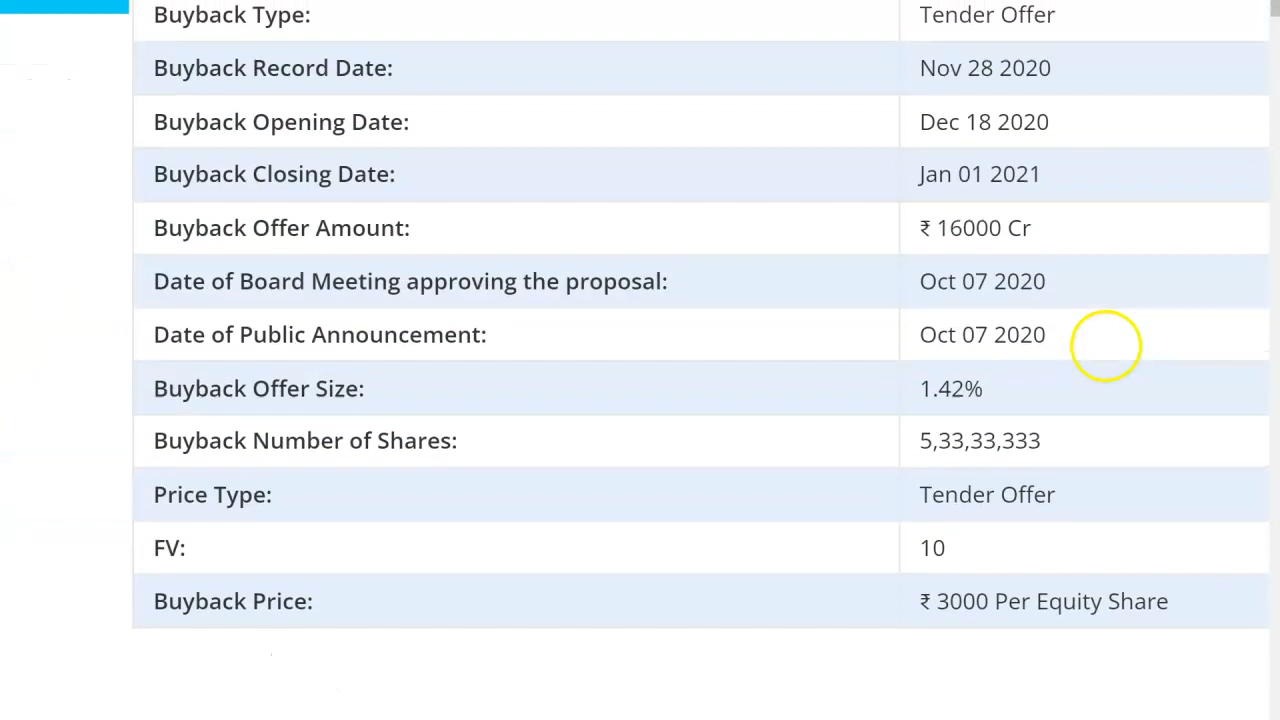 Buyback Type: Tender Offer
Buyback Record Date: Nov 28 2020
Buyback Opening Date: Dec 18 2020
Buyback Closing Date: Jan 01 2021
Buyback Offer Amount: ₹ 16000 Cr
Date of Board Meeting approving the proposal: Oct 07 2020
Date of Public Announcement: Oct 07 2020
Buyback Offer Size: 1.42%
Buyback Number of Shares: 5,33,33,333
Price Type: Tender Offer
FV: 10
Buyback Price: ₹ 3000 Per Equity Share